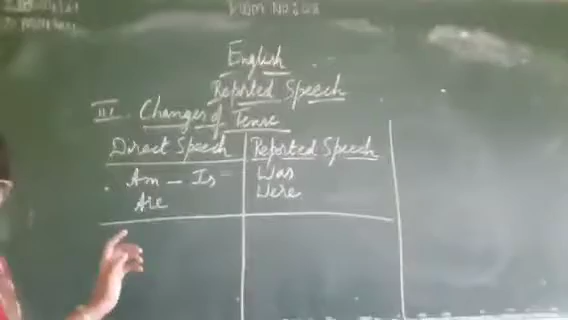 English
Reported Speech
III. Changes of Tense
Direct Speech Reported Speech
Am - Is = Was
Are Were